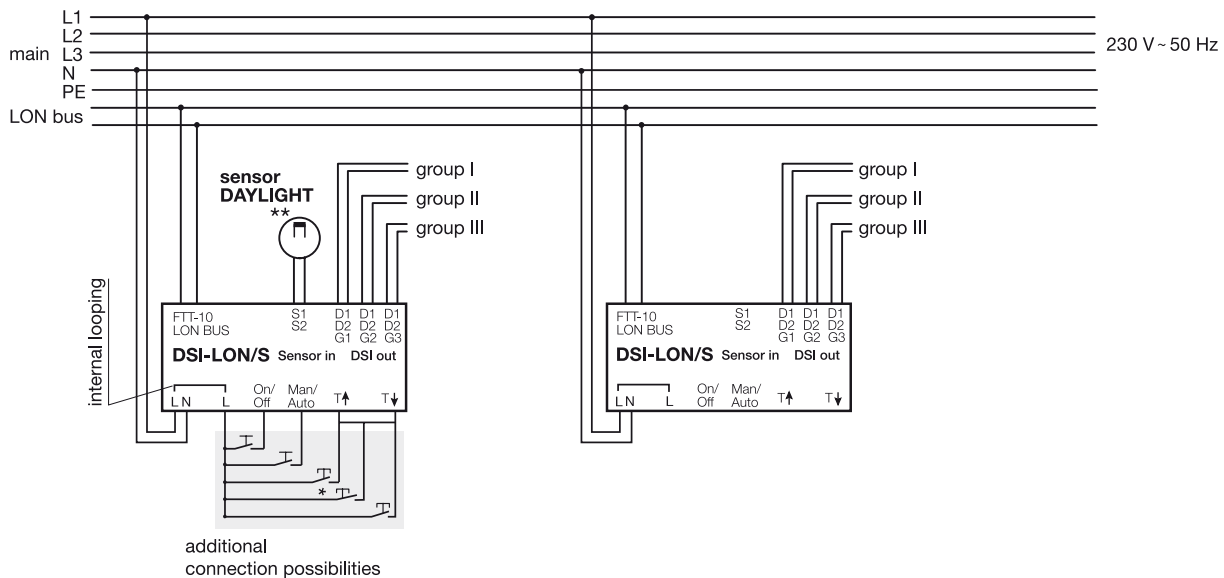 L1
L2
main L3
N
PE
LON bus
230 V ~ 50 Hz
sensor
DAYLIGHT
**
group I
group II
group III
group I
group II
group III
internal looping
FTT-10
LON BUS
S1
S2
D1 D1 D1
D2 D2 D2
G1 G2 G3
DSI-LON/S Sensor in DSI out
L N L On/Off Man/Auto T↑ T↓
FTT-10
LON BUS
S1
S2
D1 D1 D1
D2 D2 D2
G1 G2 G3
DSI-LON/S Sensor in DSI out
L N L On/Off Man/Auto T↑ T↓
*
additional
connection possibilities